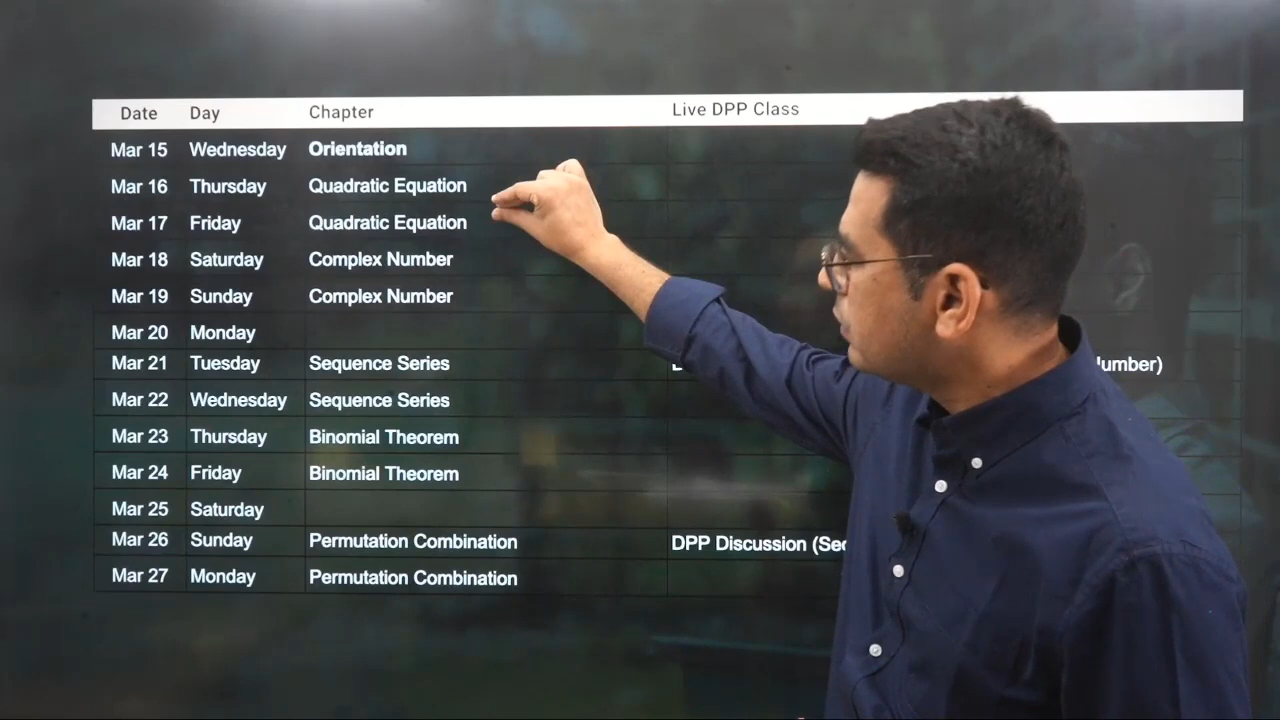 Date Day Chapter Live DPP Class
Mar 15 Wednesday Orientation
Mar 16 Thursday Quadratic Equation
Mar 17 Friday Quadratic Equation
Mar 18 Saturday Complex Number
Mar 19 Sunday Complex Number
Mar 20 Monday
Mar 21 Tuesday Sequence Series
Mar 22 Wednesday Sequence Series
Mar 23 Thursday Binomial Theorem
Mar 24 Friday Binomial Theorem
Mar 25 Saturday
Mar 26 Sunday Permutation Combination DPP Discussion
Mar 27 Monday Permutation Combination